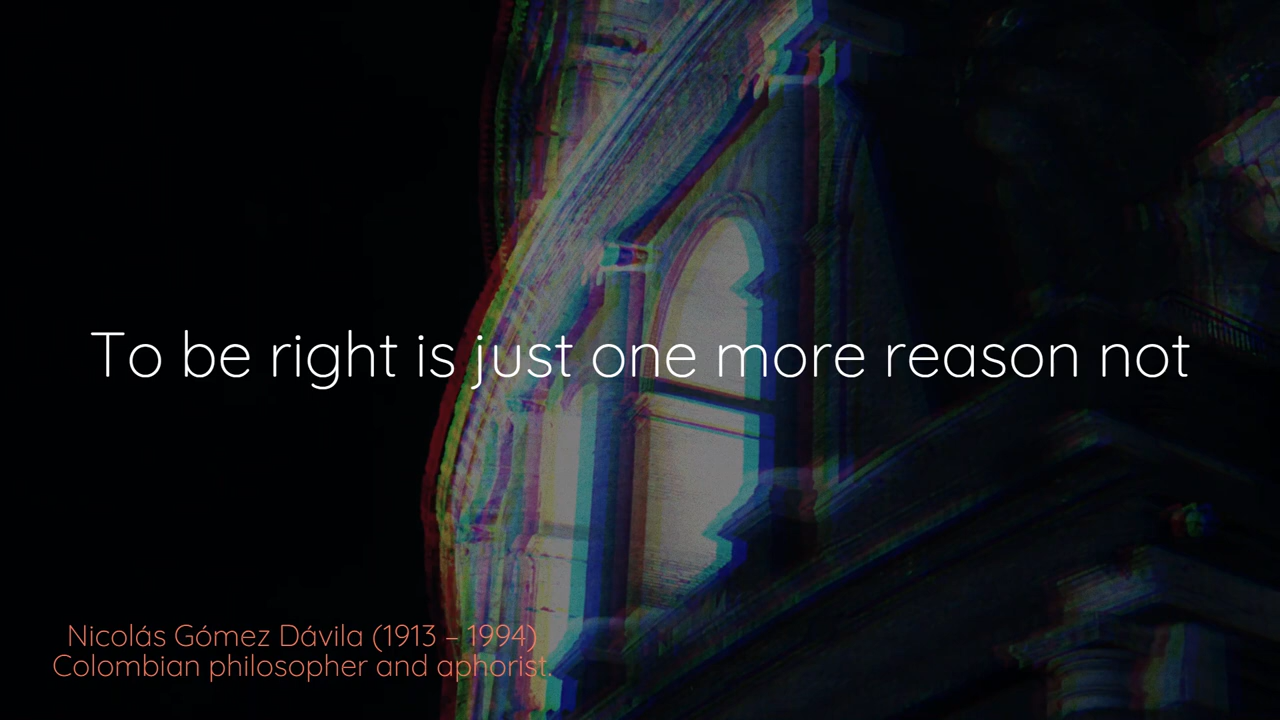 To be right is just one more reason not
Nicolás Gómez Dávila (1913 – 1994)
Colombian philosopher and aphorist.